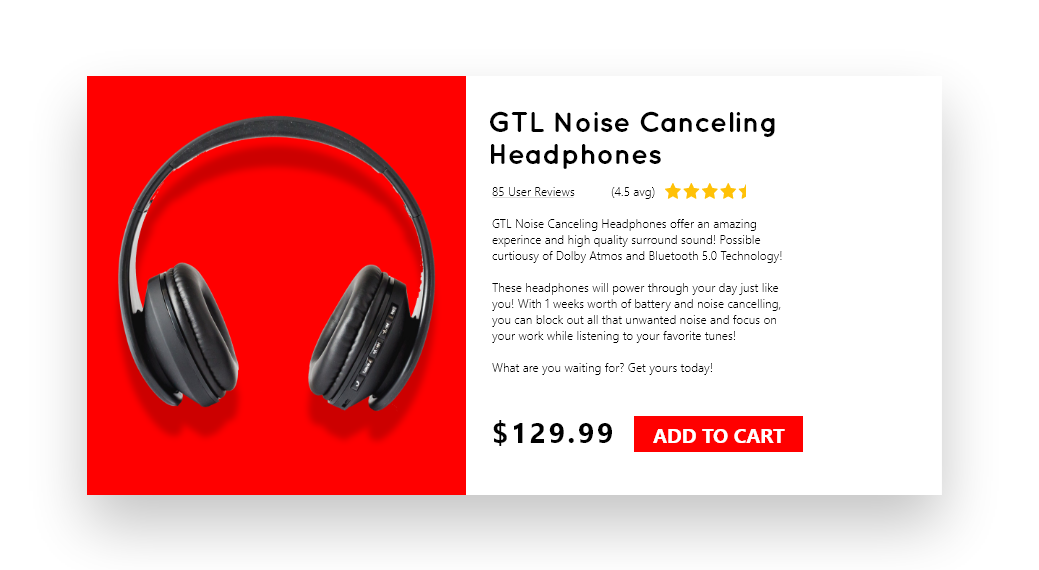 GTL Noise Canceling
Headphones
85 User Reviews (4.5 avg)
GTL Noise Canceling Headphones offer an amazing
experince and high quality surround sound! Possible
curtiousy of Dolby Atmos and Bluetooth 5.0 Technology!
These headphones will power through your day just like
you! With 1 weeks worth of battery and noise cancelling,
you can block out all that unwanted noise and focus on
your work while listening to your favorite tunes!
What are you waiting for? Get yours today!
$129.99 ADD TO CART